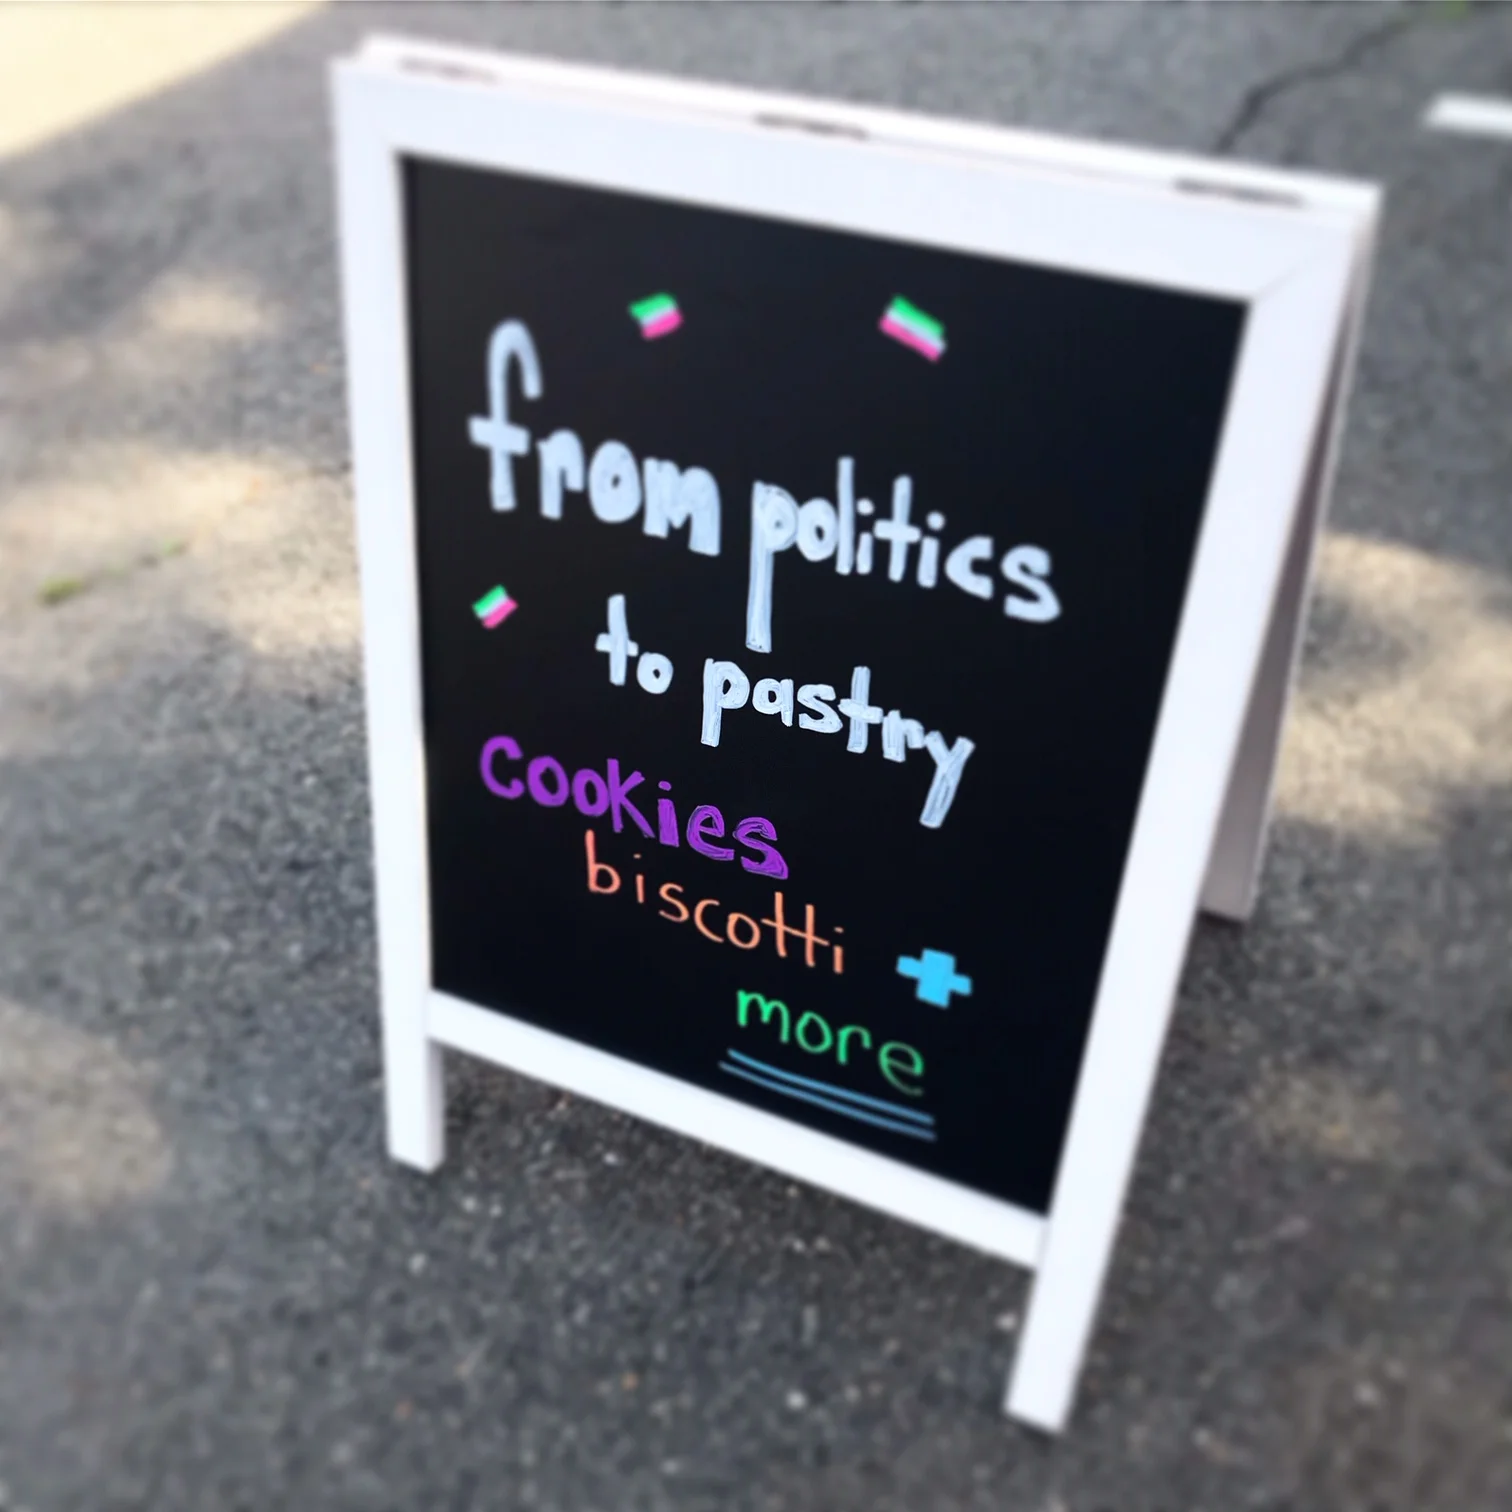 from politics
to pastry
cookies
biscotti +
more